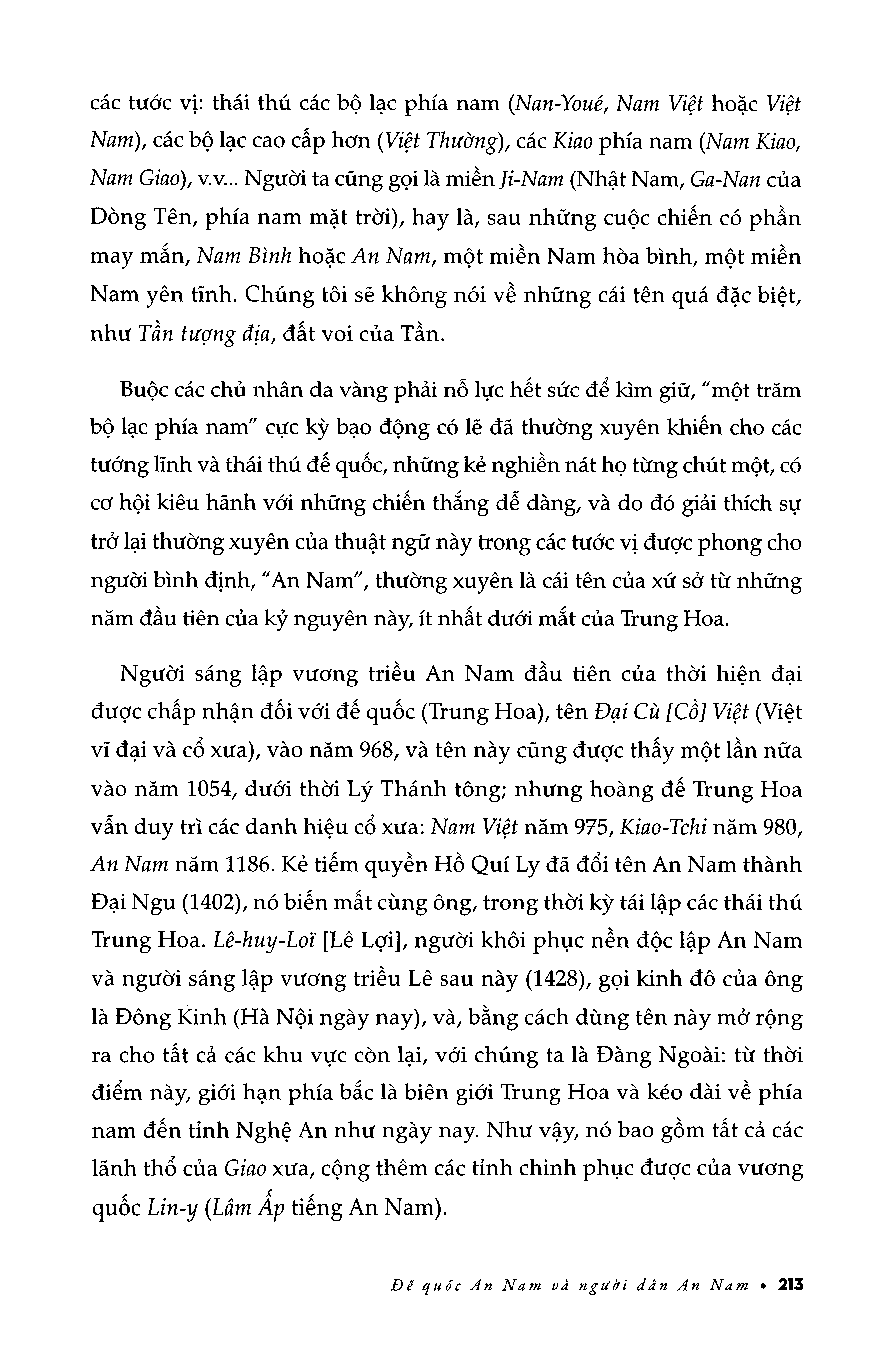 các tước vị: thái thú các bộ lạc phía nam (Nan-Youé, Nam Việt hoặc Việt
Nam), các bộ lạc cao cấp hơn (Việt Thường), các Kiao phía nam (Nam Kiao,
Nam Giao), v.v... Người ta cũng gọi là miền Ji-Nam (Nhật Nam, Ga-Nan của
Dòng Tên, phía nam mặt trời), hay là, sau những cuộc chiến có phần
may mắn, Nam Bình hoặc An Nam, một miền Nam hòa bình, một miền
Nam yên tĩnh. Chúng tôi sẽ không nói về những cái tên quá đặc biệt,
như Tần tượng địa, đất voi của Tần.
Buộc các chủ nhân da vàng phải nỗ lực hết sức để kìm giữ, "một trăm
bộ lạc phía nam" cực kỳ bạo động có lẽ đã thường xuyên khiến cho các
tướng lĩnh và thái thú đế quốc, những kẻ nghiền nát họ từng chút một, có
cơ hội kiêu hãnh với những chiến thắng dễ dàng, và do đó giải thích sự
trở lại thường xuyên của thuật ngữ này trong các tước vị được phong cho
người bình định, "An Nam", thường xuyên là cái tên của xứ sở từ những
năm đầu tiên của kỷ nguyên này, ít nhất dưới mắt của Trung Hoa.
Người sáng lập vương triều An Nam đầu tiên của thời hiện đại
được chấp nhận đối với đế quốc (Trung Hoa), tên Đại Cù [Cồ] Việt (Việt
vĩ đại và cổ xưa), vào năm 968, và tên này cũng được thấy một lần nữa
vào năm 1054, dưới thời Lý Thánh tông; nhưng hoàng đế Trung Hoa
vẫn duy trì các danh hiệu cổ xưa: Nam Việt năm 975, Kiao-Tchi năm 980,
An Nam năm 1186. Kẻ tiếm quyền Hồ Quí Ly đã đổi tên An Nam thành
Đại Ngu (1402), nó biến mất cùng ông, trong thời kỳ tái lập các thái thú
Trung Hoa. Lê-huy-Loï [Lê Lợi], người khôi phục nền độc lập An Nam
và người sáng lập vương triều Lê sau này (1428), gọi kinh đô của ông
là Đông Kinh (Hà Nội ngày nay), và, bằng cách dùng tên này mở rộng
ra cho tất cả các khu vực còn lại, với chúng ta là Đàng Ngoài: từ thời
điểm này, giới hạn phía bắc là biên giới Trung Hoa và kéo dài về phía
nam đến tỉnh Nghệ An như ngày nay. Như vậy, nó bao gồm tất cả các
lãnh thổ của Giao xưa, cộng thêm các tỉnh chinh phục được của vương
quốc Lin-y (Lâm Ấp tiếng An Nam).
Đế quốc An Nam và người dân An Nam • 213